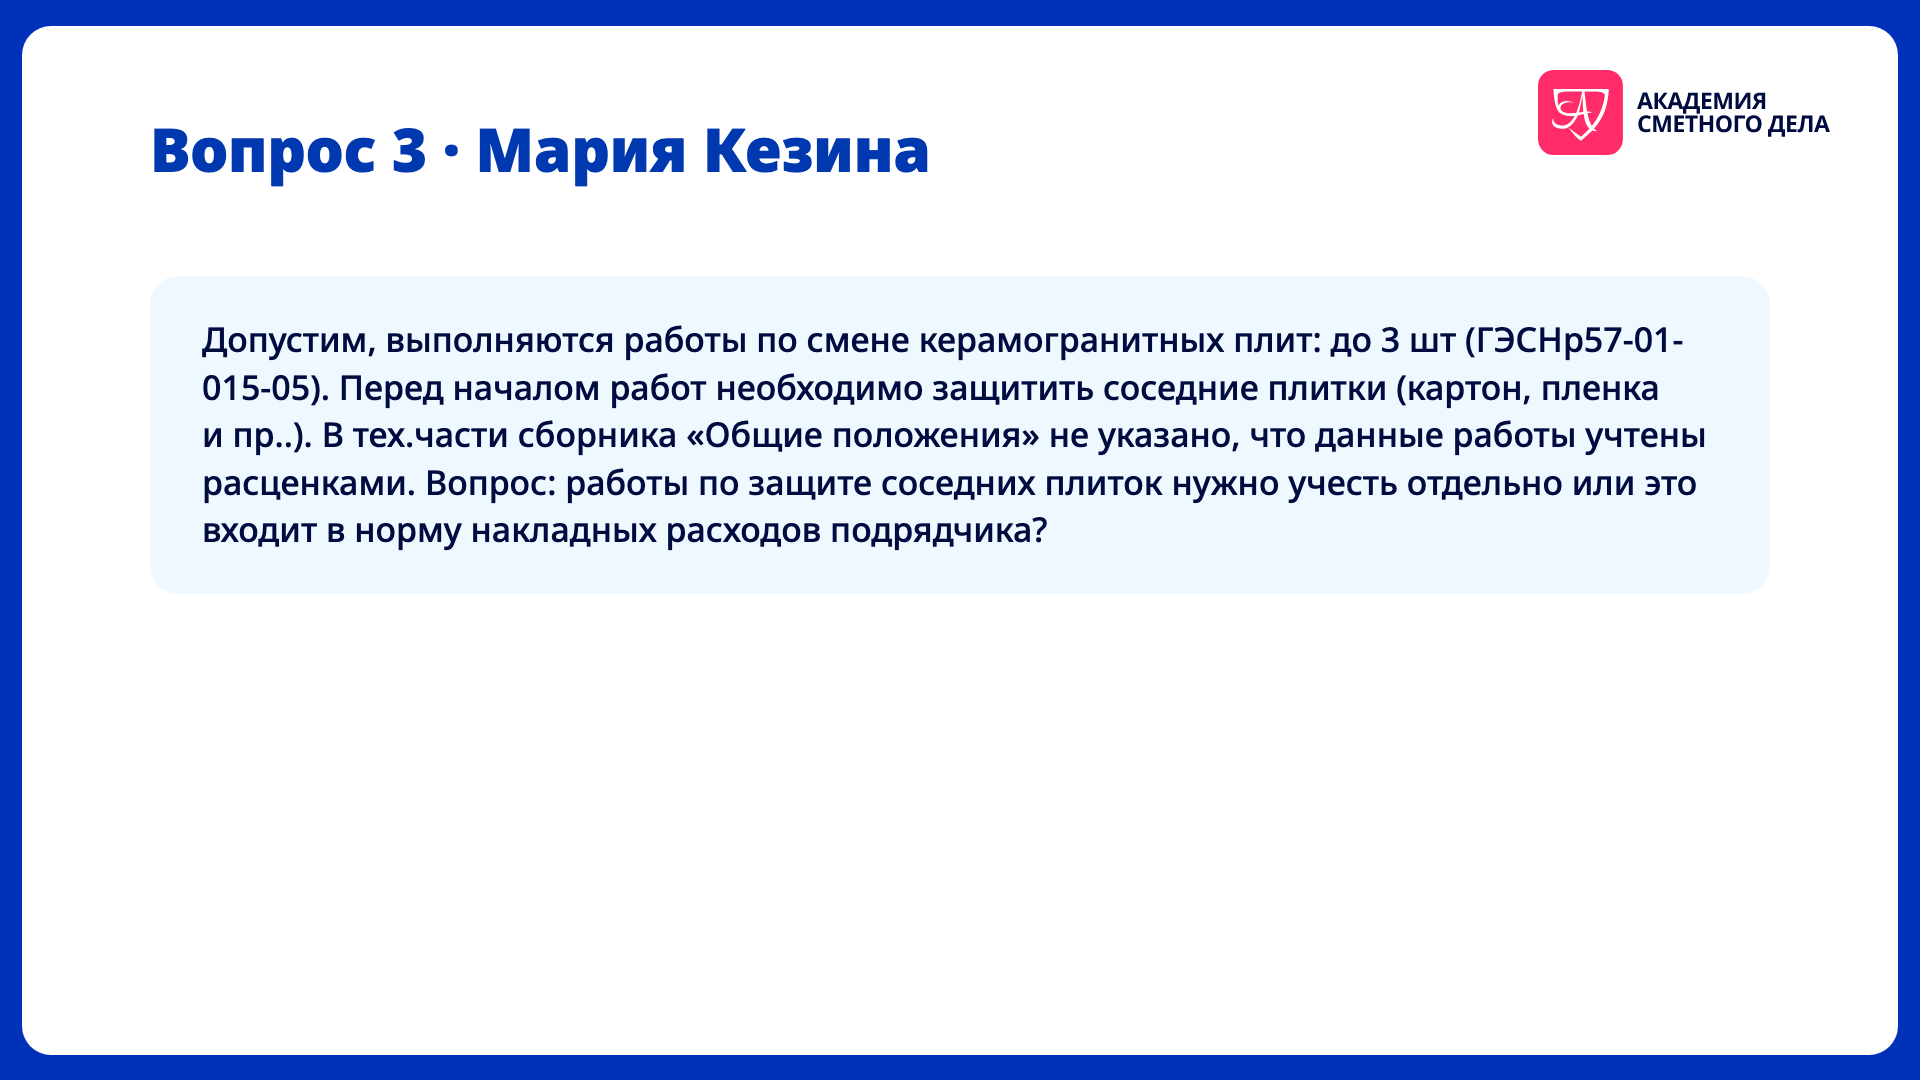 АКАДЕМИЯ
СМЕТНОГО ДЕЛА
Вопрос 3 · Мария Кезина
Допустим, выполняются работы по смене керамогранитных плит: до 3 шт (ГЭСНр57-01-
015-05). Перед началом работ необходимо защитить соседние плитки (картон, пленка
и пр..). В тех.части сборника «Общие положения» не указано, что данные работы учтены
расценками. Вопрос: работы по защите соседних плиток нужно учесть отдельно или это
входит в норму накладных расходов подрядчика?